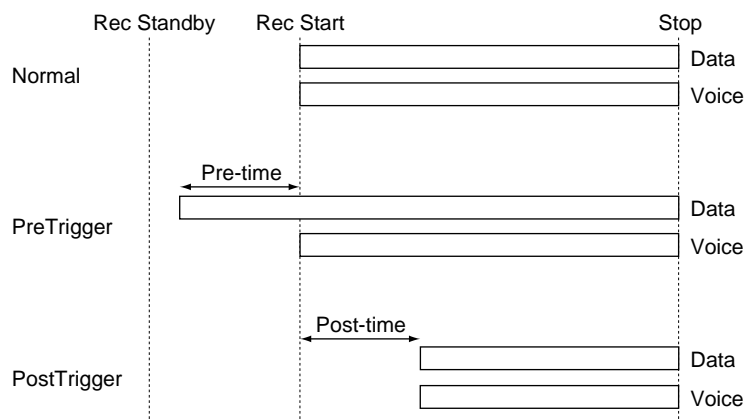 Rec Standby Rec Start Stop
Data
Normal
Voice
Pre-time
Data
PreTrigger
Voice
Post-time
Data
PostTrigger
Voice